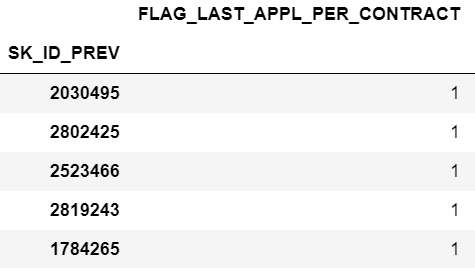 FLAG_LAST_APPL_PER_CONTRACT
SK_ID_PREV
2030495 1
2802425 1
2523466 1
2819243 1
1784265 1